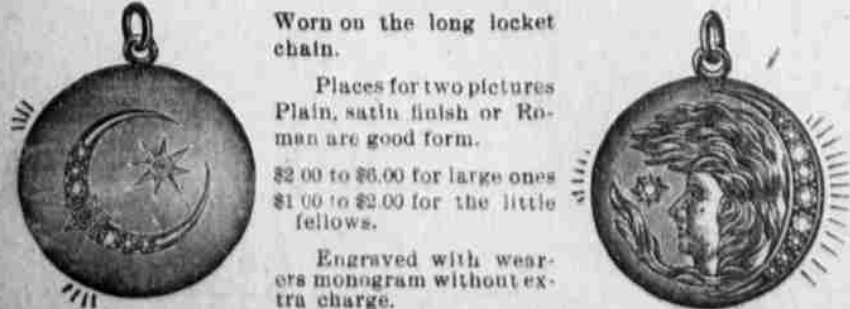 Worn on the long locket
chain.
Places for two pictures
Plain, satin finish or Ro-
man are good form.
$2 00 to $6.00 for large ones
$1 00 to $2.00 for the little
fellows.
Engraved with wear-
ers monogram without ex-
tra charge.